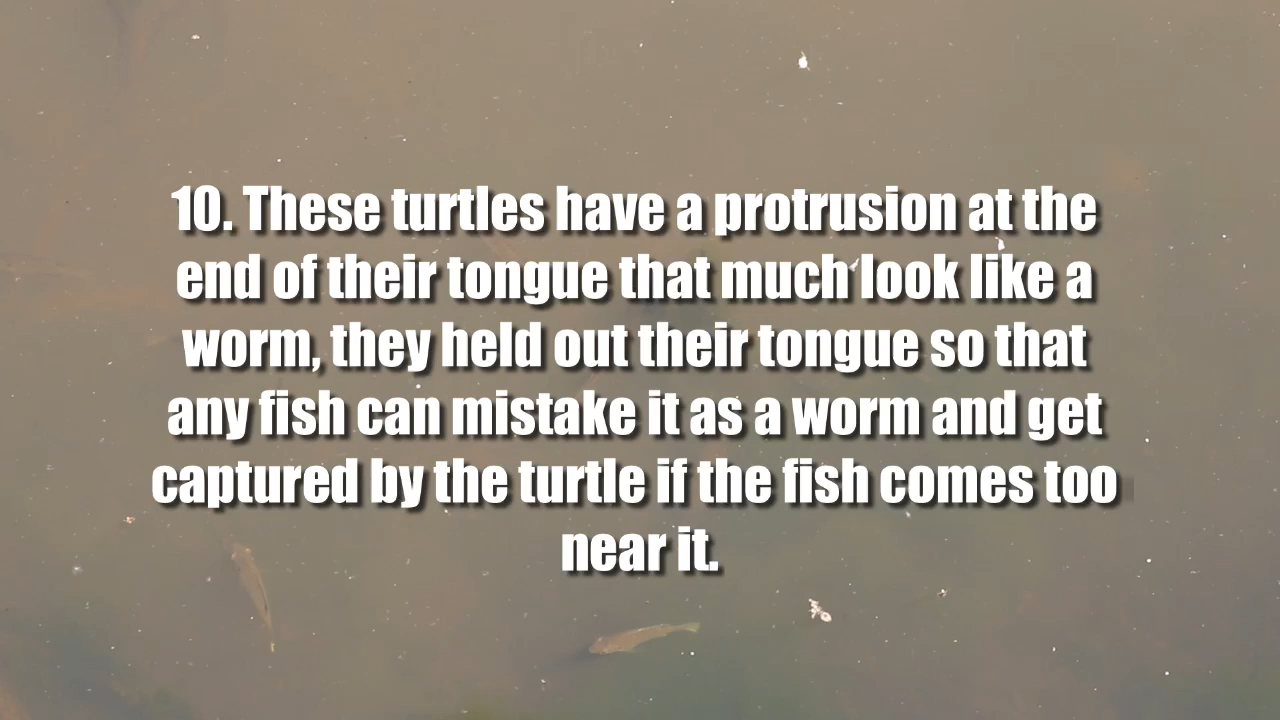 10. These turtles have a protrusion at the
end of their tongue that much look like a
worm, they held out their tongue so that
any fish can mistake it as a worm and get
captured by the turtle if the fish comes too
near it.